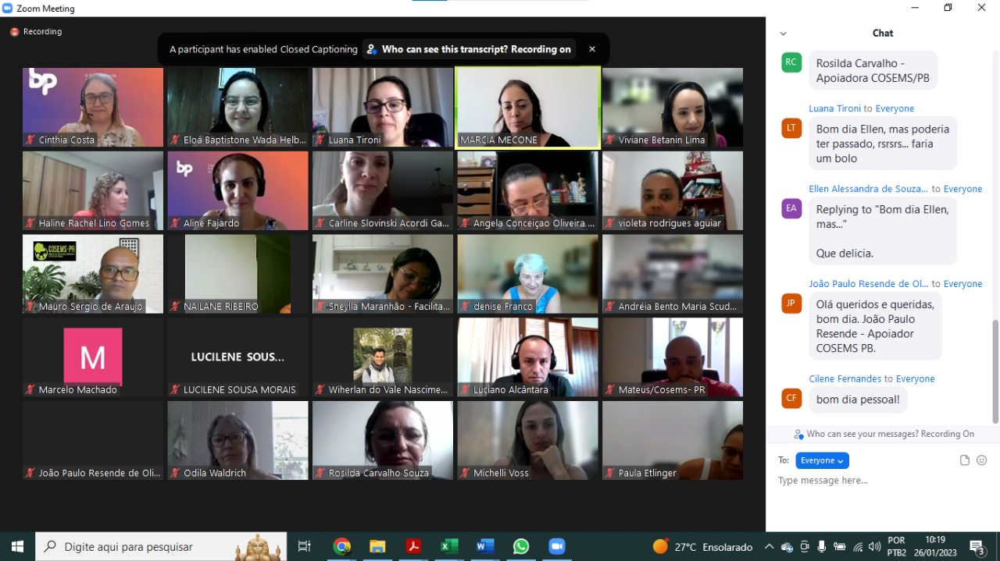 Zoom Meeting
Recording
A participant has enabled Closed Captioning
Who can see this transcript? Recording on
bp
Cinthia Costa
Eloá Baptistone Wada Helb...
Luana Tironi
MARCIA MECONE
Viviane Betanin Lima
Haline Rachel Lino Gomes
bp
Aline Fajardo
Carline Slovinski Acordi Ga...
Angela Conceiçao Oliveira ...
violeta rodrigues aguiar
COSEMS-PR
Mauro Sergio de Araujo
NAILANE RIBEIRO
Sheylla Maranhão - Facilita...
denise Franco
Andréia Bento Maria Scud...
M
Marcelo Machado
LUCILENE SOUS...
LUCILENE SOUSA MORAIS
Wiherlan do Vale Nascime...
Luciano Alcântara
Mateus/Cosems- PR
João Paulo Resende de Oli...
Odila Waldrich
Rosilda Carvalho Souza
Michelli Voss
Paula Etlinger
Chat
RC
Rosilda Carvalho -
Apoiadora COSEMS/PB
Luana Tironi to Everyone
LT
Bom dia Ellen, mas poderia
ter passado, rsrsrs... faria
um bolo
Ellen Alessandra de Souza... to Everyone
EA
Replying to "Bom dia Ellen,
mas..."
Que delicia.
João Paulo Resende de Ol... to Everyone
JP
Olá queridos e queridas,
bom dia. João Paulo
Resende - Apoiador
COSEMS PB.
Cilene Fernandes to Everyone
CF
bom dia pessoal!
Who can see your messages? Recording On
To: Everyone
Type message here...
Digite aqui para pesquisar
27°C Ensolarado
POR
PTB2
10:19
26/01/2023
3